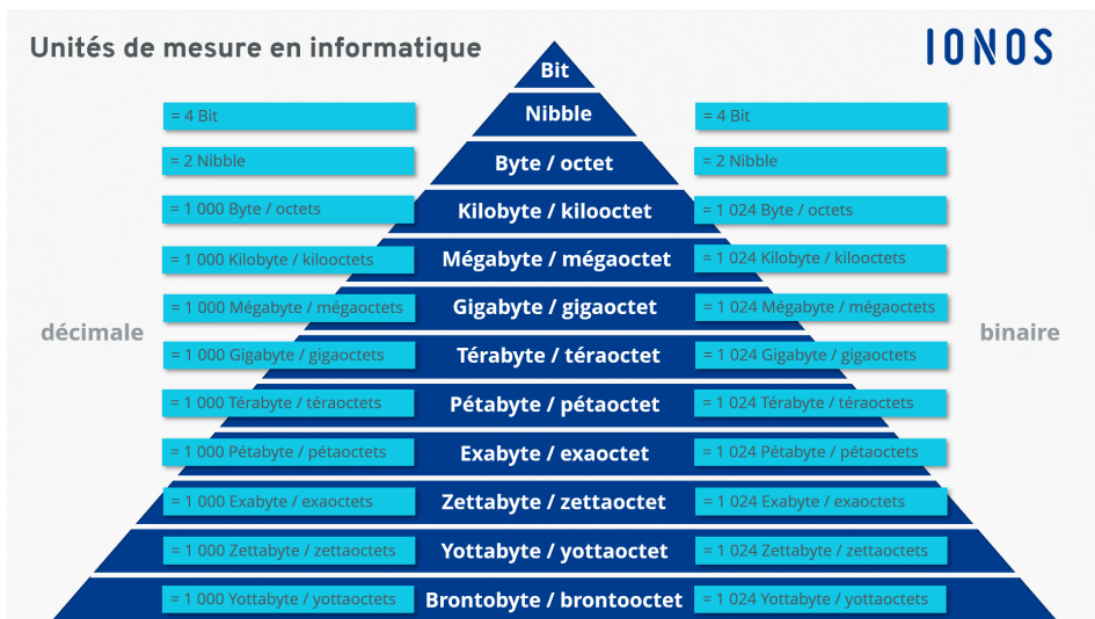 Unités de mesure en informatique
IONOS
Bit
= 4 Bit
Nibble
= 4 Bit
= 2 Nibble
Byte / octet
= 2 Nibble
= 1 000 Byte / octets
Kilobyte / kilooctet
= 1 024 Byte / octets
= 1 000 Kilobyte / kilooctets
Mégabyte / mégaoctet
= 1 024 Kilobyte / kilooctets
= 1 000 Mégabyte / mégaoctets
Gigabyte / gigaoctet
= 1 024 Mégabyte / mégaoctets
décimale
binaire
= 1 000 Gigabyte / gigaoctets
Térabyte / téraoctet
= 1 024 Gigabyte / gigaoctets
= 1 000 Térabyte / téraoctets
Pétabyte / pétaoctet
= 1 024 Térabyte / téraoctets
= 1 000 Pétabyte / pétaoctets
Exabyte / exaoctet
= 1 024 Pétabyte / pétaoctets
= 1 000 Exabyte / exaoctets
Zettabyte / zettaoctet
= 1 024 Exabyte / exaoctets
= 1 000 Zettabyte / zettaoctets
Yottabyte / yottaoctet
= 1 024 Zettabyte / zettaoctets
= 1 000 Yottabyte / yottaoctets
Brontobyte / brontooctet
= 1 024 Yottabyte / yottaoctets